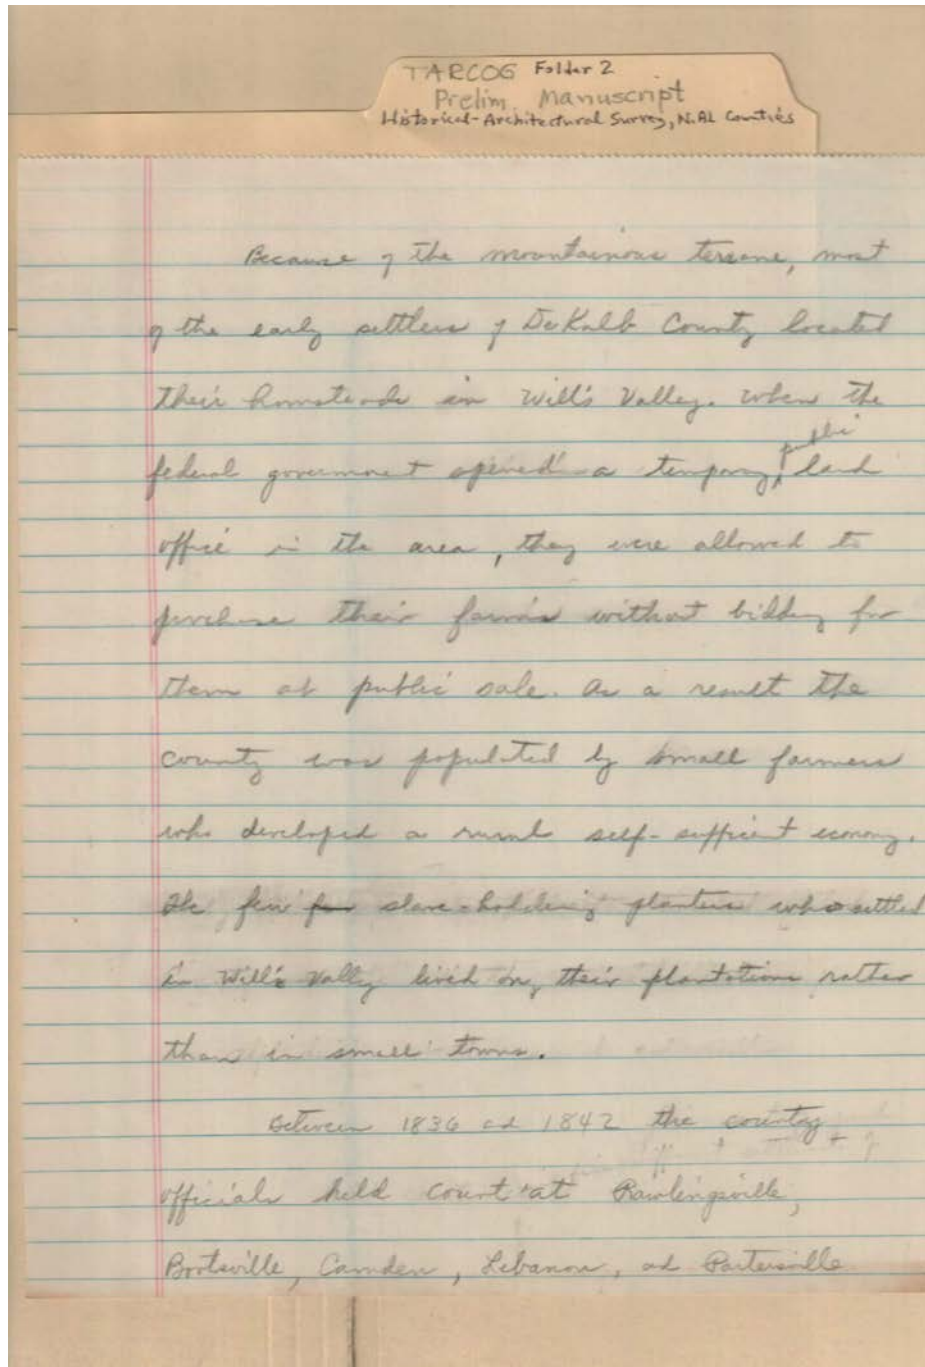 TARCOG Folder 2
Prelim. Manuscript
Historical-Architectural Survey, N. AL Counties
Because of the mountainous terrane, most
of the early settlers of DeKalb County located
their homsteads in Will's Valley. When the
public
federal government opened a tempory land
office in the area, they were allowed to
purchase their farms without bidding for
them at public sale. As a result the
county was populated by small farmers
who developed a rural self-sufficient economy.
The few slave-holding planters who settled
in Will's Valley lived on their plantations rather
than in small towns.
Between 1836 ad 1842 the county
officials held court at Rawlingsville,
Bootsville, Camden, Lebanon, ad Portersville